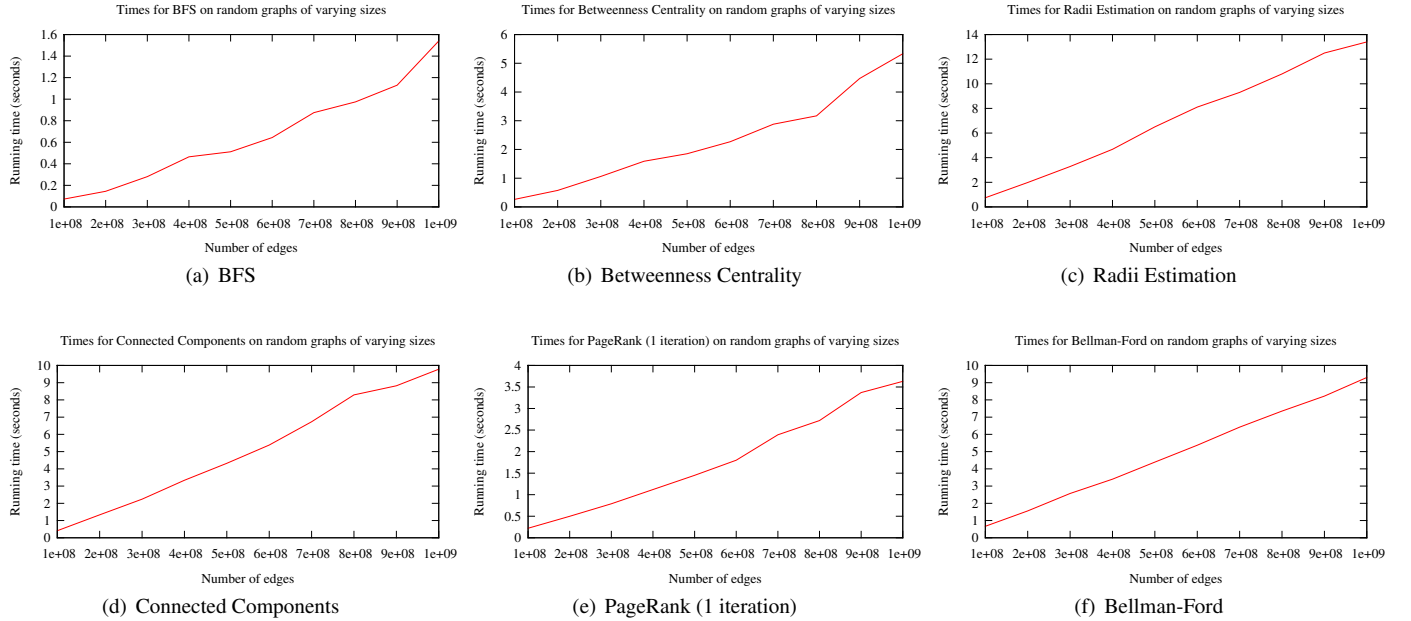 Times for BFS on random graphs of varying sizes
Running time (seconds)
1.6
1.4
1.2
1
0.8
0.6
0.4
0.2
0
1e+08 2e+08 3e+08 4e+08 5e+08 6e+08 7e+08 8e+08 9e+08 1e+09
Number of edges
(a) BFS
Times for Betweenness Centrality on random graphs of varying sizes
Running time (seconds)
6
5
4
3
2
1
0
1e+08 2e+08 3e+08 4e+08 5e+08 6e+08 7e+08 8e+08 9e+08 1e+09
Number of edges
(b) Betweenness Centrality
Times for Radii Estimation on random graphs of varying sizes
Running time (seconds)
14
12
10
8
6
4
2
0
1e+08 2e+08 3e+08 4e+08 5e+08 6e+08 7e+08 8e+08 9e+08 1e+09
Number of edges
(c) Radii Estimation
Times for Connected Components on random graphs of varying sizes
Running time (seconds)
10
9
8
7
6
5
4
3
2
1
0
1e+08 2e+08 3e+08 4e+08 5e+08 6e+08 7e+08 8e+08 9e+08 1e+09
Number of edges
(d) Connected Components
Times for PageRank (1 iteration) on random graphs of varying sizes
Running time (seconds)
4
3.5
3
2.5
2
1.5
1
0.5
0
1e+08 2e+08 3e+08 4e+08 5e+08 6e+08 7e+08 8e+08 9e+08 1e+09
Number of edges
(e) PageRank (1 iteration)
Times for Bellman-Ford on random graphs of varying sizes
Running time (seconds)
10
9
8
7
6
5
4
3
2
1
0
1e+08 2e+08 3e+08 4e+08 5e+08 6e+08 7e+08 8e+08 9e+08 1e+09
Number of edges
(f) Bellman-Ford